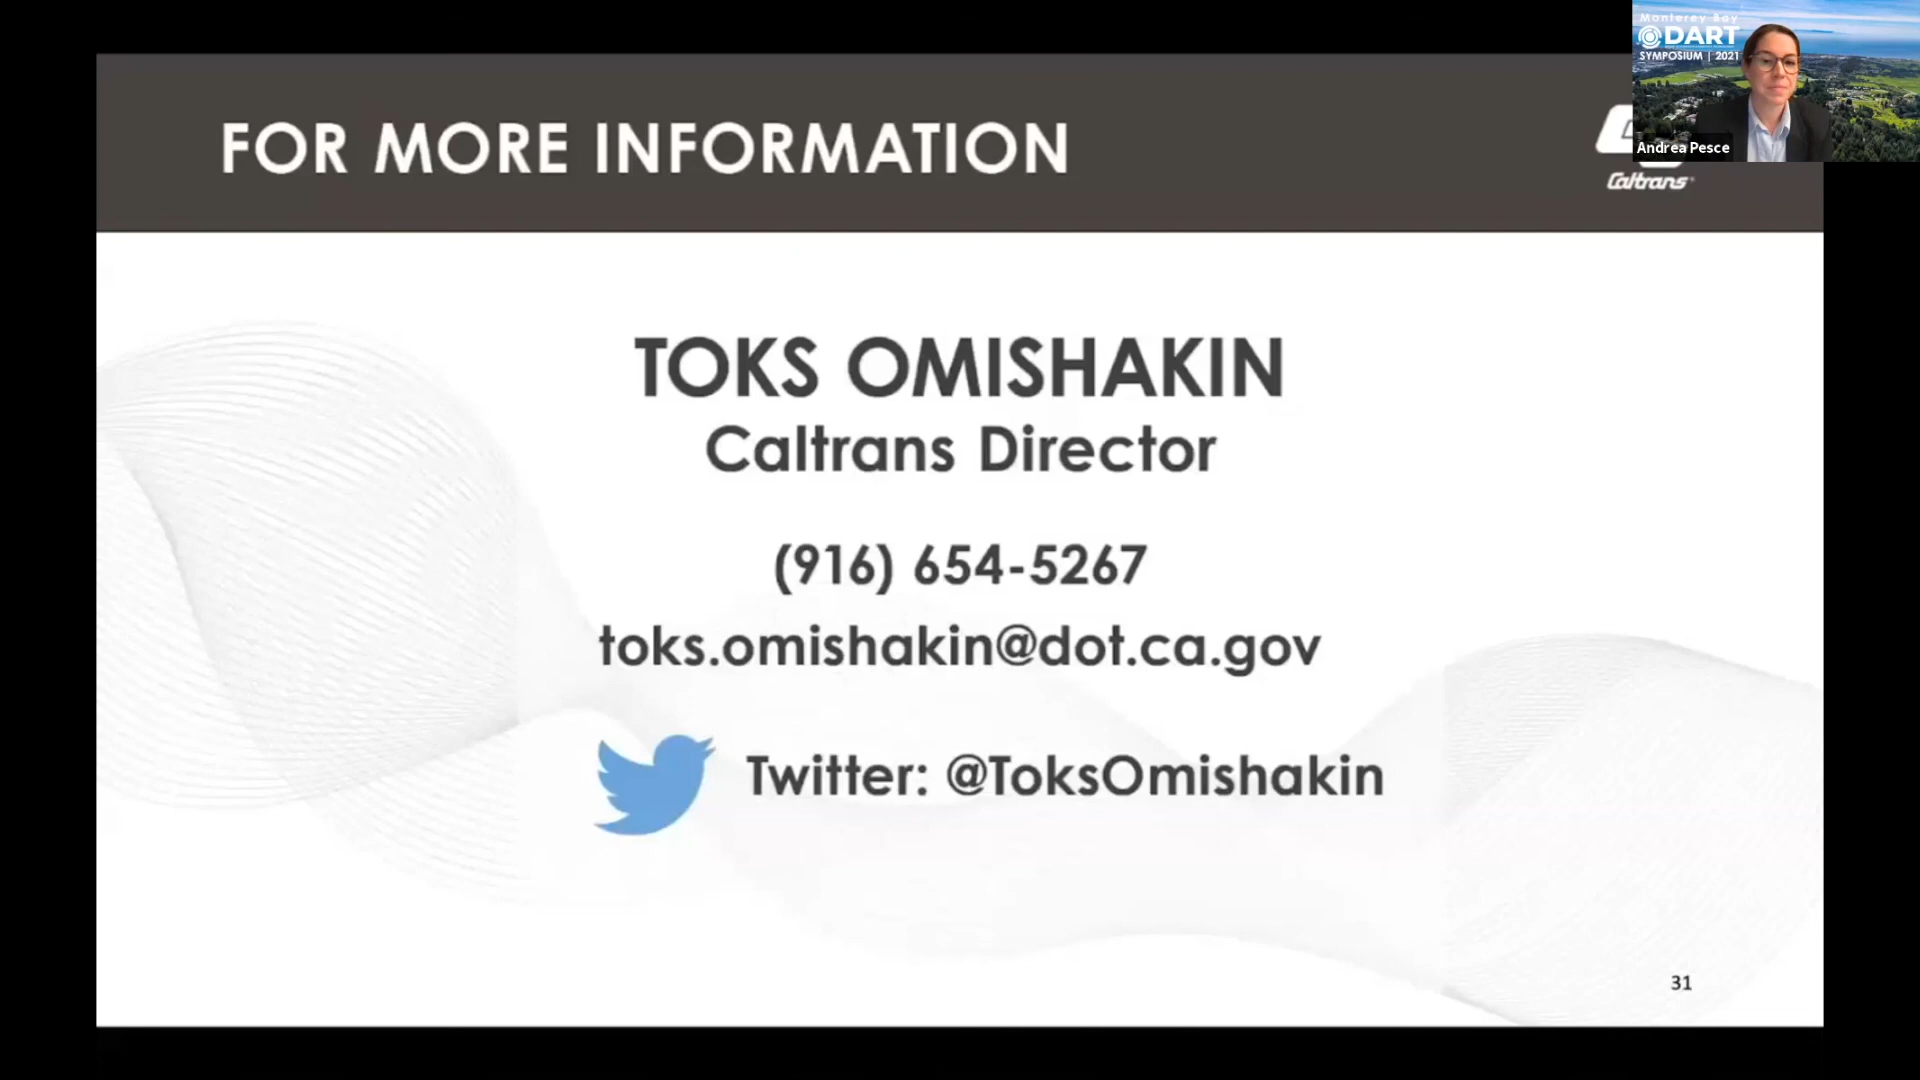 Monterey Bay
DART
SYMPOSIUM | 2021
Andrea Pesce
FOR MORE INFORMATION
Caltrans
TOKS OMISHAKIN
Caltrans Director
(916) 654-5267
toks.omishakin@dot.ca.gov
Twitter: @ToksOmishakin
31